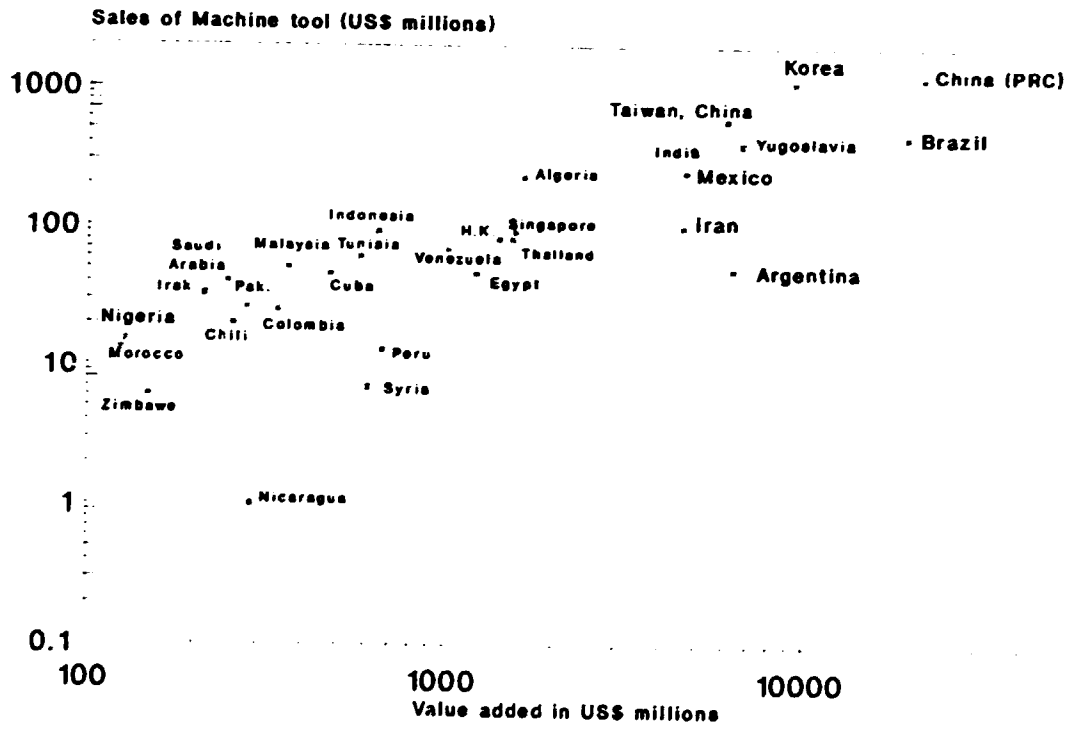 Sales of Machine tool (US$ millions)
Korea
1000
China (PRC)
Taiwan, China
Brazil
India
Yugoslavia
Algeria
Mexico
Indonesia
100
H.K.
Singapore
Iran
Saudi
Arabia
Malaysia
Tunisia
Venezuela
Thailand
Irak
Pak.
Cuba
Egypt
Argentina
Nigeria
Chili
Colombia
Morocco
10
Peru
Syria
Zimbawe
1
Nicaragua
0.1
100
1000
10000
Value added in US$ millions